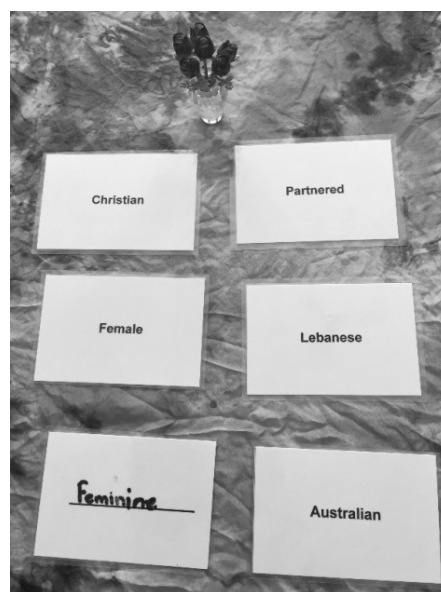 Christian
Partnered
Female
Lebanese
Feminine
Australian